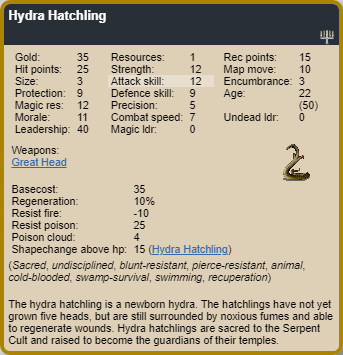 Hydra Hatchling
Gold: 35 Resources: 1 Rec points: 15
Hit points: 25 Strength: 12 Map move: 10
Size: 3 Attack skill: 12 Encumbrance: 3
Protection: 9 Defence skill: 9 Age: 22
Magic res: 12 Precision: 5 (50)
Morale: 11 Combat speed: 7 Undead ldr: 0
Leadership: 40 Magic ldr: 0
Weapons:
Great Head
Basecost: 35
Regeneration: 10%
Resist fire: -10
Resist poison: 25
Poison cloud: 4
Shapechange above hp: 15 (Hydra Hatchling)
(Sacred, undisciplined, blunt-resistant, pierce-resistant, animal,
cold-blooded, swamp-survival, swimming, recuperation)
The hydra hatchling is a newborn hydra. The hatchlings have not yet
grown five heads, but are still surrounded by noxious fumes and able
to regenerate wounds. Hydra hatchlings are sacred to the Serpent
Cult and raised to become the guardians of their temples.